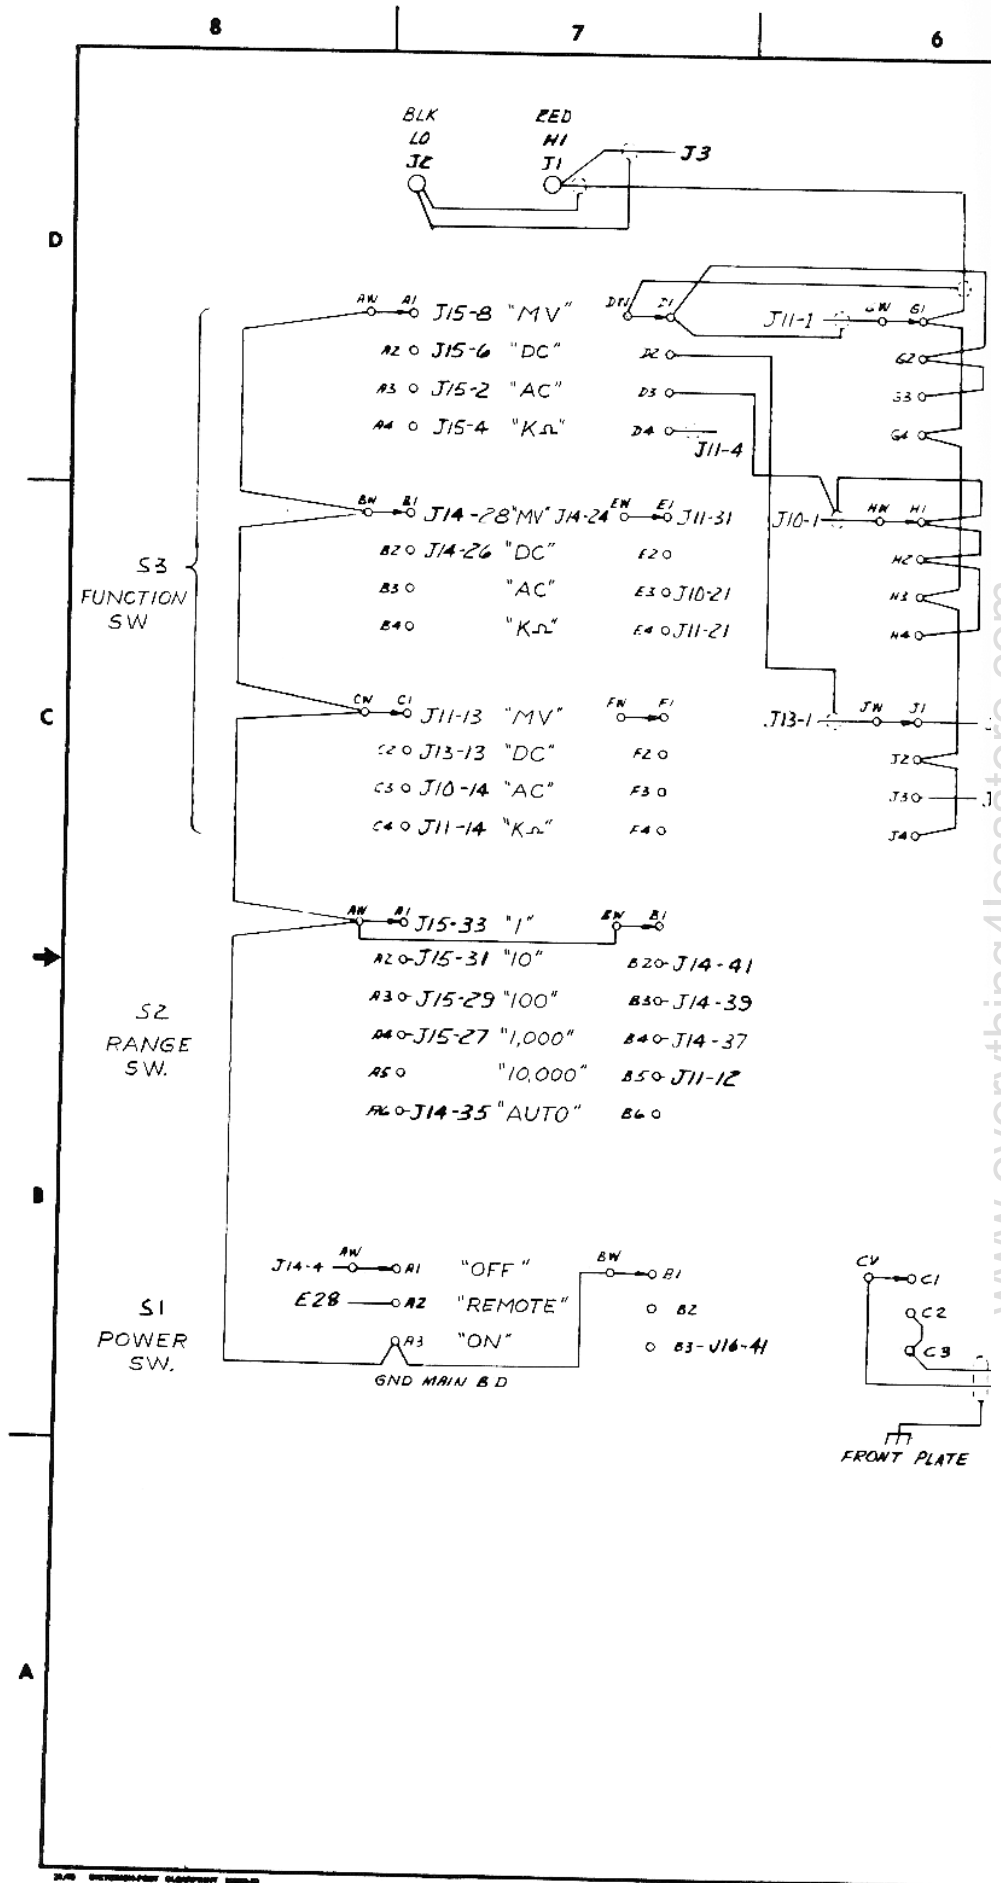 8 7 6
BLK RED
LO HI
J2 J1 J3
D
AW A1 J15-8 "MV" DW D1 J11-1 GW G1
A2 J15-6 "DC" D2 G2
A3 J15-2 "AC" D3 G3
A4 J15-4 "KΩ" D4 J11-4 G4
BW B1 J14-28 "MV" J14-24 EW E1 J11-31 J10-1 HW H1
B2 J14-26 "DC" E2 H2
S3
FUNCTION
SW
B3 "AC" E3 J10-21 H3
B4 "KΩ" E4 J11-21 H4
C
CW C1 J11-13 "MV" FW F1 J13-1 JW J1
C2 J13-13 "DC" F2 J2
C3 J10-14 "AC" F3 J3
C4 J11-14 "KΩ" F4 J4
AW A1 J15-33 "1" BW B1
A2 J15-31 "10" B2 J14-41
A3 J15-29 "100" B3 J14-39
S2
RANGE
SW.
A4 J15-27 "1,000" B4 J14-37
A5 "10,000" B5 J11-12
A6 J14-35 "AUTO" B6
B
J14-4 AW A1 "OFF" BW B1 CW C1
S1
POWER
SW.
E28 A2 "REMOTE" B2 C2
A3 "ON" B3-J16-41 C3
GND MAIN BD
FRONT PLATE
A
www.everything4lesstore.com